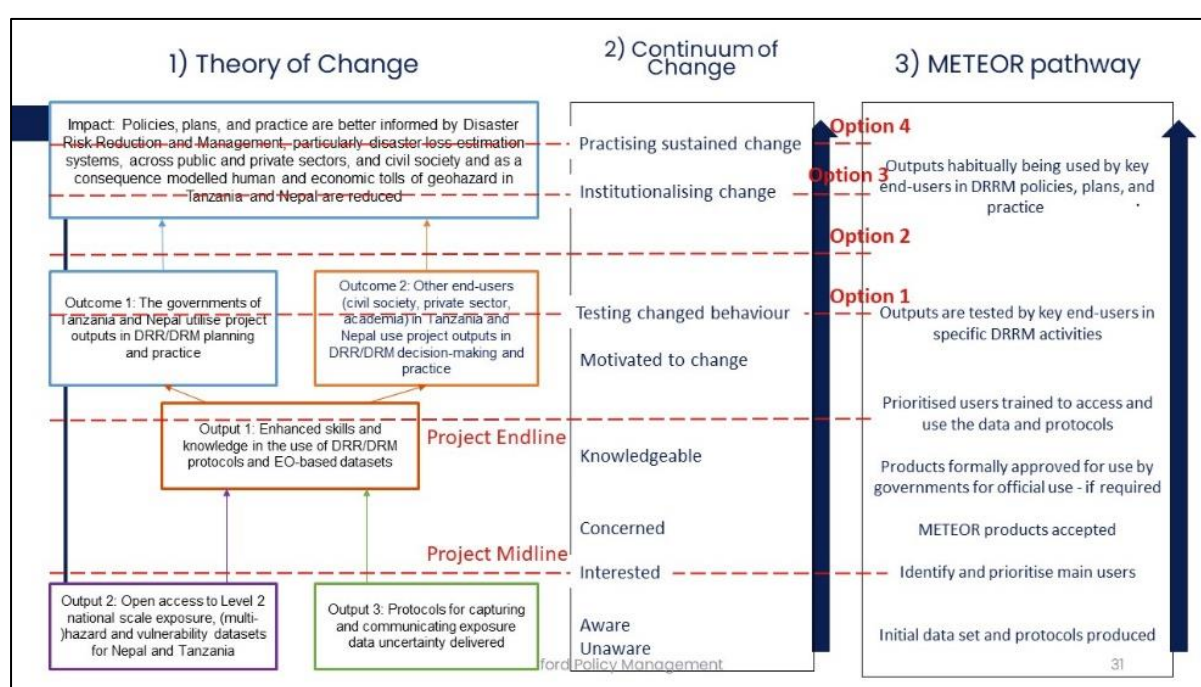 1) Theory of Change
2) Continuum of
Change
3) METEOR pathway
Impact: Policies, plans, and practice are better informed by Disaster
Risk Reduction and Management, particularly disaster loss estimation
systems, across public and private sectors, and civil society and as a
consequence modelled human and economic tolls of geohazard in
Tanzania and Nepal are reduced
Outcome 1: The governments of
Tanzania and Nepal utilise project
outputs in DRR/DRM planning
and practice
Outcome 2: Other end-users
(civil society, private sector,
academia) in Tanzania and
Nepal use project outputs in
DRR/DRM decision-making and
practice
Output 1: Enhanced skills and
knowledge in the use of DRR/DRM
protocols and EO-based datasets
Project Endline
Project Midline
Output 2: Open access to Level 2
national scale exposure, (multi-
)hazard and vulnerability datasets
for Nepal and Tanzania
Output 3: Protocols for capturing
and communicating exposure
data uncertainty delivered
Practising sustained change
Institutionalising change
Testing changed behaviour
Motivated to change
Knowledgeable
Concerned
Interested
Aware
Unaware
Option 4
Option 3
Option 2
Option 1
Outputs habitually being used by key
end-users in DRRM policies, plans, and
practice
Outputs are tested by key end-users in
specific DRRM activities
Prioritised users trained to access and
use the data and protocols
Products formally approved for use by
governments for official use - if required
METEOR products accepted
Identify and prioritise main users
Initial data set and protocols produced
ford Policy Management
31